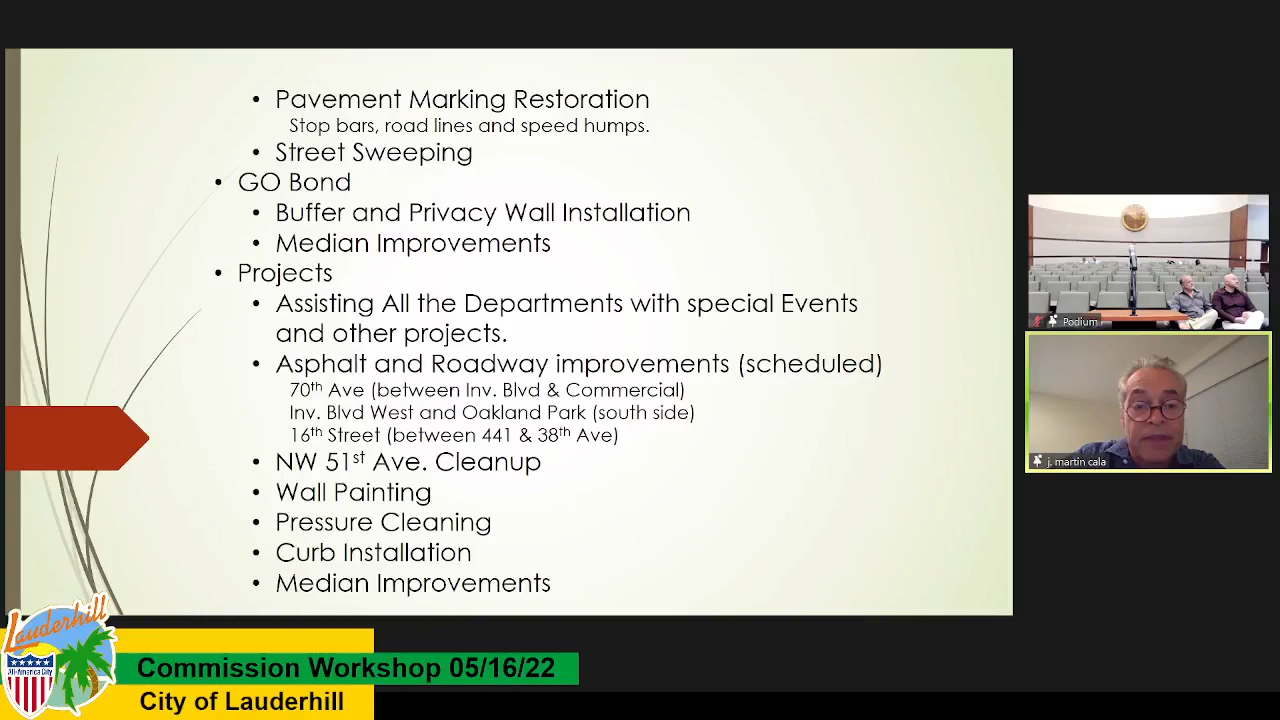 • Pavement Marking Restoration
Stop bars, road lines and speed humps.
• Street Sweeping
• GO Bond
• Buffer and Privacy Wall Installation
• Median Improvements
• Projects
• Assisting All the Departments with special Events
and other projects.
• Asphalt and Roadway improvements (scheduled)
70th Ave (between Inv. Blvd & Commercial)
Inv. Blvd West and Oakland Park (south side)
16th Street (between 441 & 38th Ave)
• NW 51st Ave. Cleanup
• Wall Painting
• Pressure Cleaning
• Curb Installation
• Median Improvements
Podium
j. martin cala
Lauderhill
All-America City
Commission Workshop 05/16/22
City of Lauderhill